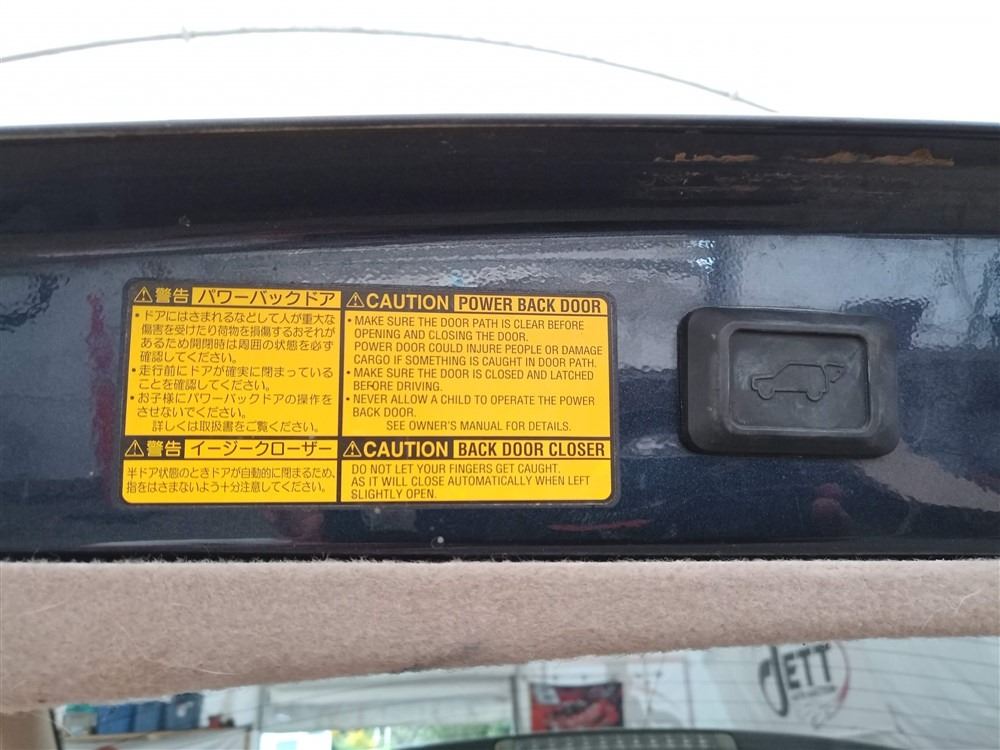 ⚠警告 パワーバックドア
• ドアにはさまれるなどして人が重大な
傷害を受けたり荷物を損傷するおそれが
あるため開閉時は周囲の状態を必ず
確認してください。
• 走行前にドアが確実に閉まっている
ことを確認してください。
• お子様にパワーバックドアの操作を
させないでください。
詳しくは取扱書をご覧ください。
⚠CAUTION POWER BACK DOOR
• MAKE SURE THE DOOR PATH IS CLEAR BEFORE
OPENING AND CLOSING THE DOOR.
POWER DOOR COULD INJURE PEOPLE OR DAMAGE
CARGO IF SOMETHING IS CAUGHT IN DOOR PATH.
• MAKE SURE THE DOOR IS CLOSED AND LATCHED
BEFORE DRIVING.
• NEVER ALLOW A CHILD TO OPERATE THE POWER
BACK DOOR.
SEE OWNER'S MANUAL FOR DETAILS.
⚠警告 イージークローザー
半ドア状態のときドアが自動的に閉まるため、
指をはさまないよう十分注意してください。
⚠CAUTION BACK DOOR CLOSER
DO NOT LET YOUR FINGERS GET CAUGHT.
AS IT WILL CLOSE AUTOMATICALLY WHEN LEFT
SLIGHTLY OPEN.
JETT